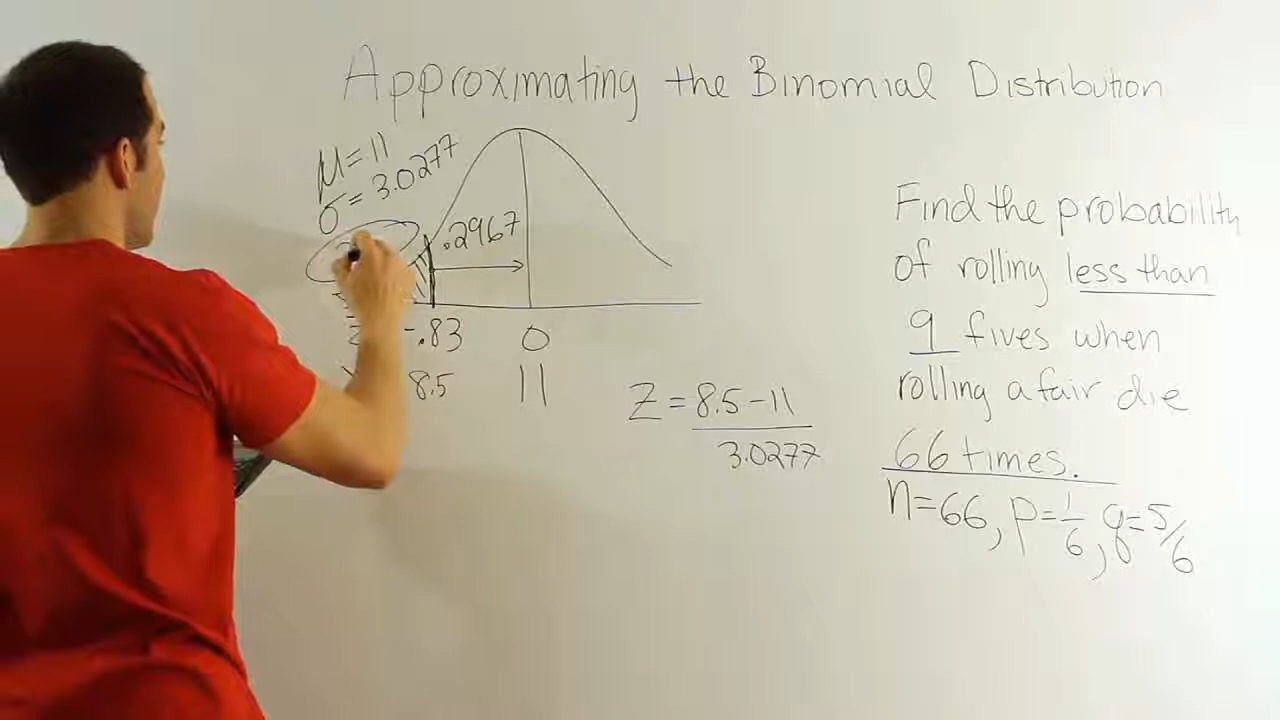 Approximating the Binomial Distribution
μ = 11
σ = 3.0277
.2967
-.83 0
8.5 11
Z = 8.5 - 11
3.0277
Find the probability
of rolling less than
9 fives when
rolling a fair die
66 times.
n=66, p=1/6, q=5/6